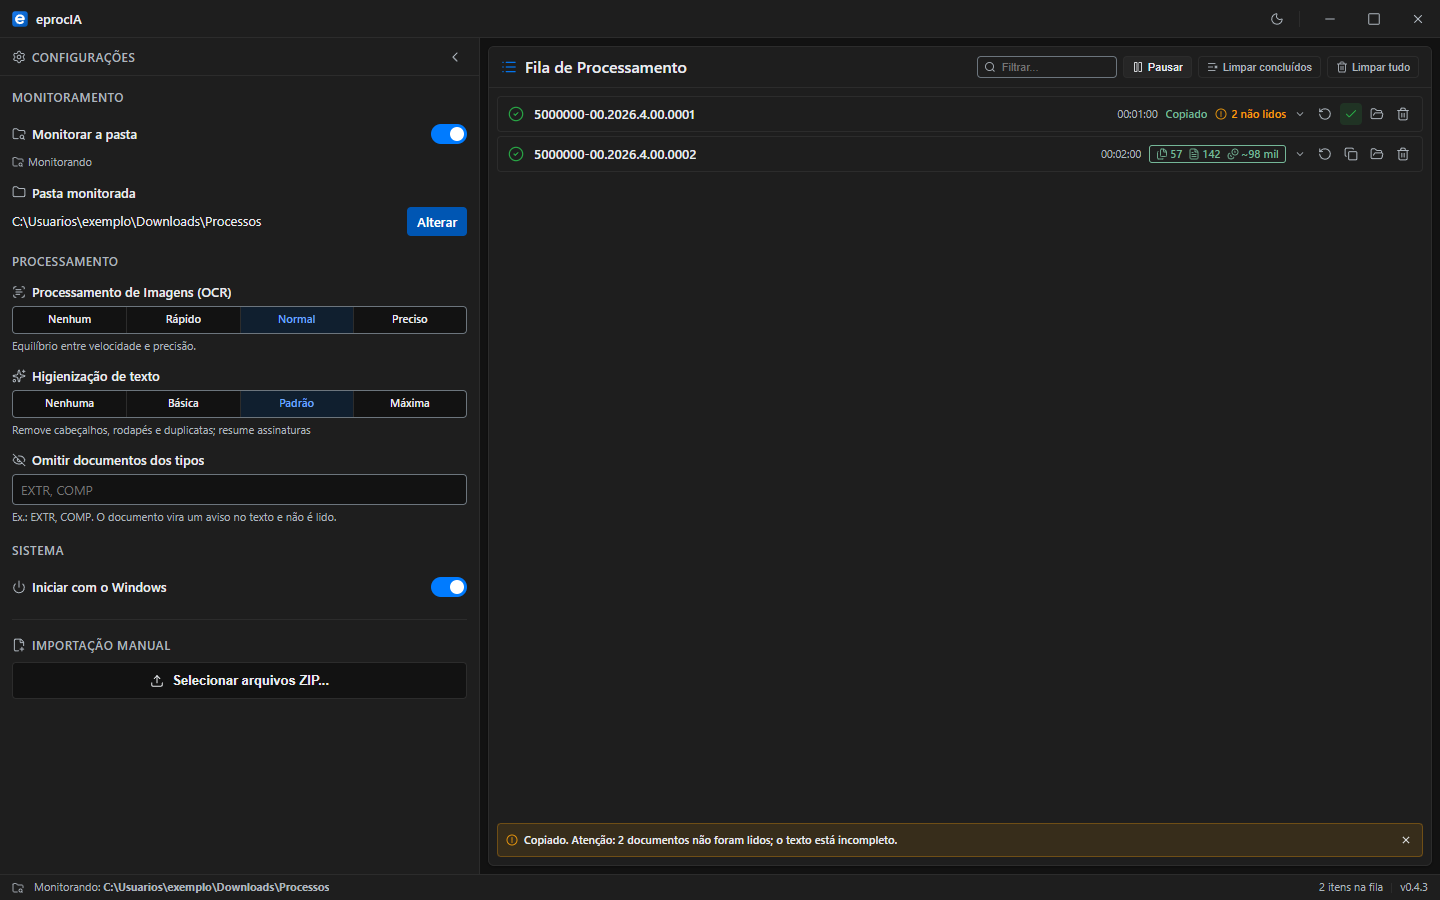 eprocIA
CONFIGURAÇÕES
MONITORAMENTO
Monitorar a pasta
Monitorando
Pasta monitorada
C:\Usuarios\exemplo\Downloads\Processos
Alterar
PROCESSAMENTO
Processamento de Imagens (OCR)
Nenhum Rápido Normal Preciso
Equilíbrio entre velocidade e precisão.
Higienização de texto
Nenhuma Básica Padrão Máxima
Remove cabeçalhos, rodapés e duplicatas; resume assinaturas
Omitir documentos dos tipos
EXTR, COMP
Ex.: EXTR, COMP. O documento vira um aviso no texto e não é lido.
SISTEMA
Iniciar com o Windows
IMPORTAÇÃO MANUAL
Selecionar arquivos ZIP...
Fila de Processamento
Filtrar...
Pausar
Limpar concluídos
Limpar tudo
5000000-00.2026.4.00.0001 00:01:00 Copiado 2 não lidos
5000000-00.2026.4.00.0002 00:02:00 57 142 ~98 mil
Copiado. Atenção: 2 documentos não foram lidos; o texto está incompleto.
Monitorando: C:\Usuarios\exemplo\Downloads\Processos
2 itens na fila v0.4.3